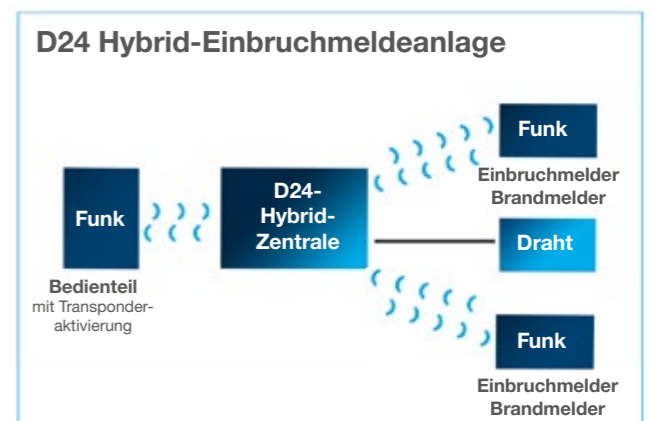 D24 Hybrid-Einbruchmeldeanlage
Funk
Bedienteil
mit Transponder-
aktivierung
D24-
Hybrid-
Zentrale
Funk
Einbruchmelder
Brandmelder
Draht
Funk
Einbruchmelder
Brandmelder